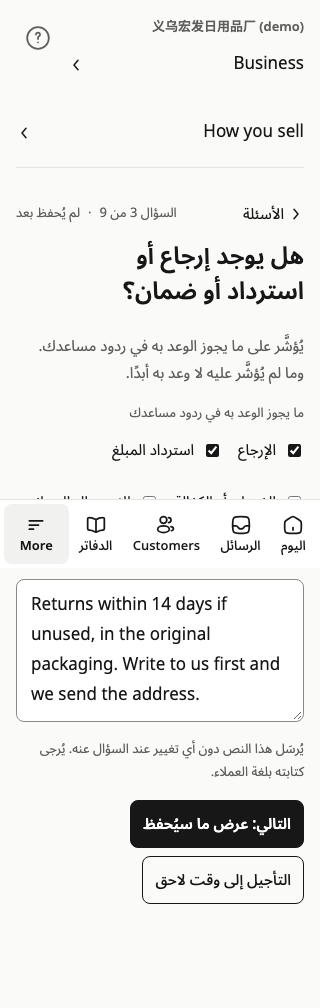 义乌宏发日用品厂 (demo)
Business
How you sell
الأسئلة
السؤال 3 من 9 · لم يُحفظ بعد
هل يوجد إرجاع أو
استرداد أو ضمان؟
يُؤشَّر على ما يجوز الوعد به في ردود مساعدك.
وما لم يُؤشَّر عليه لا وعد به أبدًا.
ما يجوز الوعد به في ردود مساعدك
الإرجاع
استرداد المبلغ
اليوم
الرسائل
Customers
الدفاتر
More
Returns within 14 days if
unused, in the original
packaging. Write to us first and
we send the address.
يُرسَل هذا النص دون أي تغيير عند السؤال عنه. يُرجى
كتابته بلغة العملاء.
التالي: عرض ما سيُحفظ
التأجيل إلى وقت لاحق